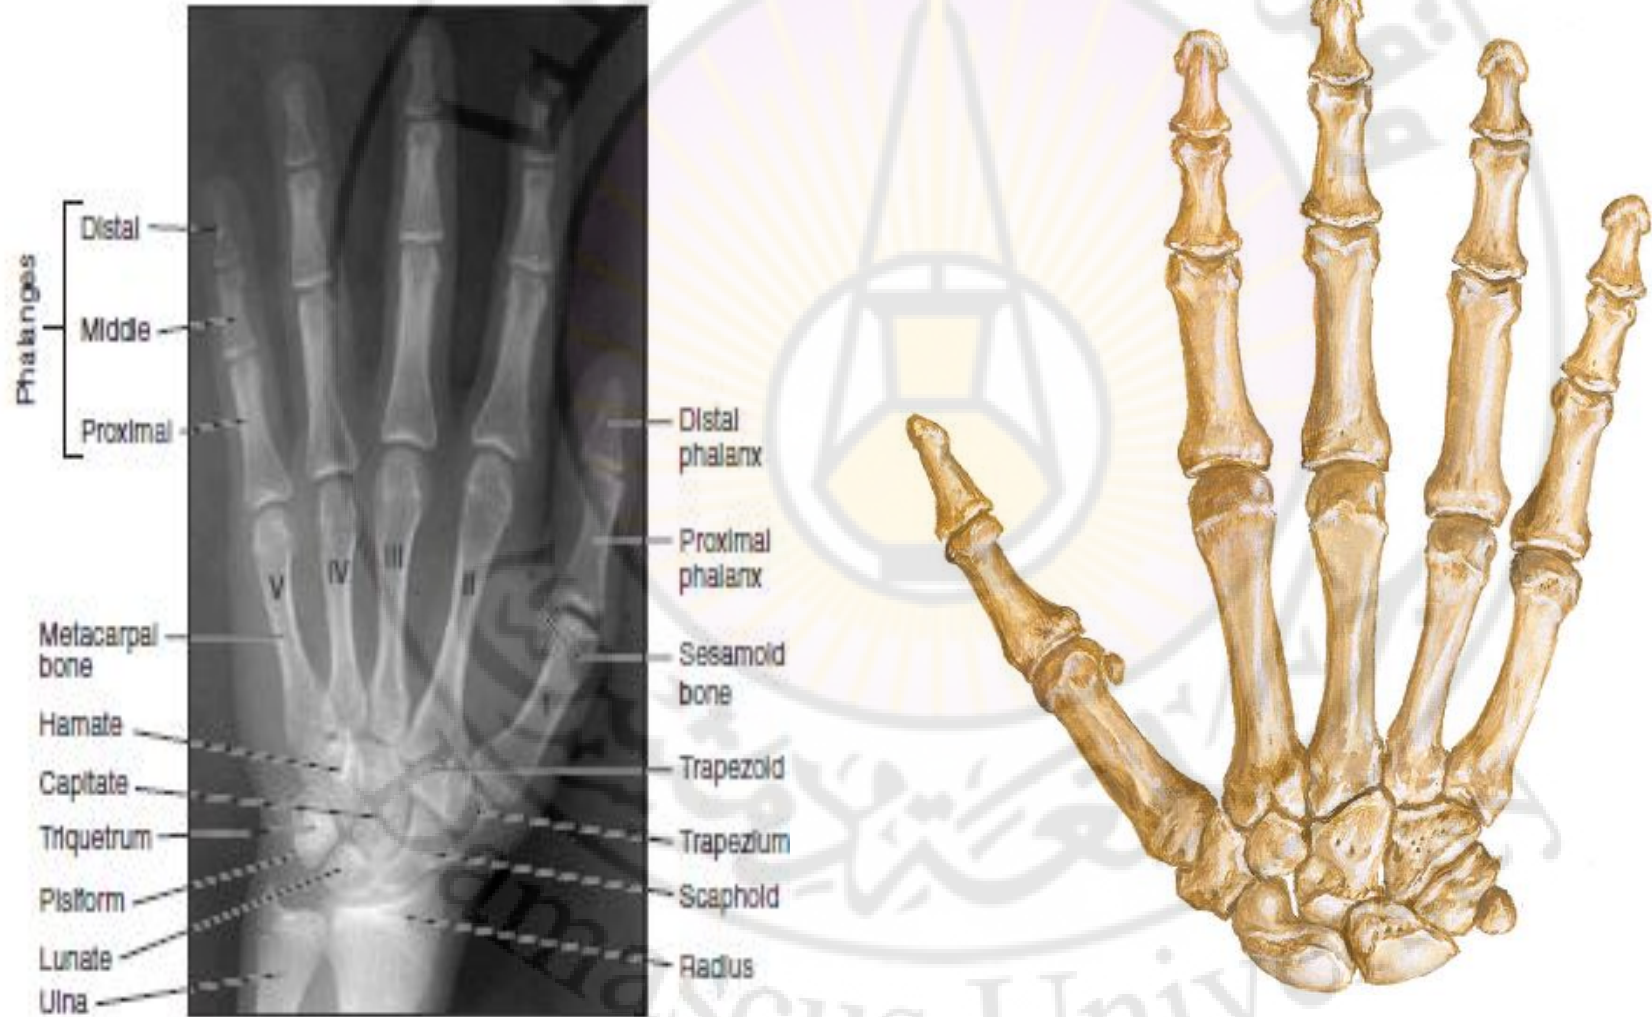 Phalanges
Distal
Middle
Proximal
Metacarpal
bone
Hamate
Capitate
Triquetrum
Pisiform
Lunate
Ulna
V
IV
III
II
I
Distal
phalanx
Proximal
phalanx
Sesamoid
bone
Trapezoid
Trapezium
Scaphoid
Radius